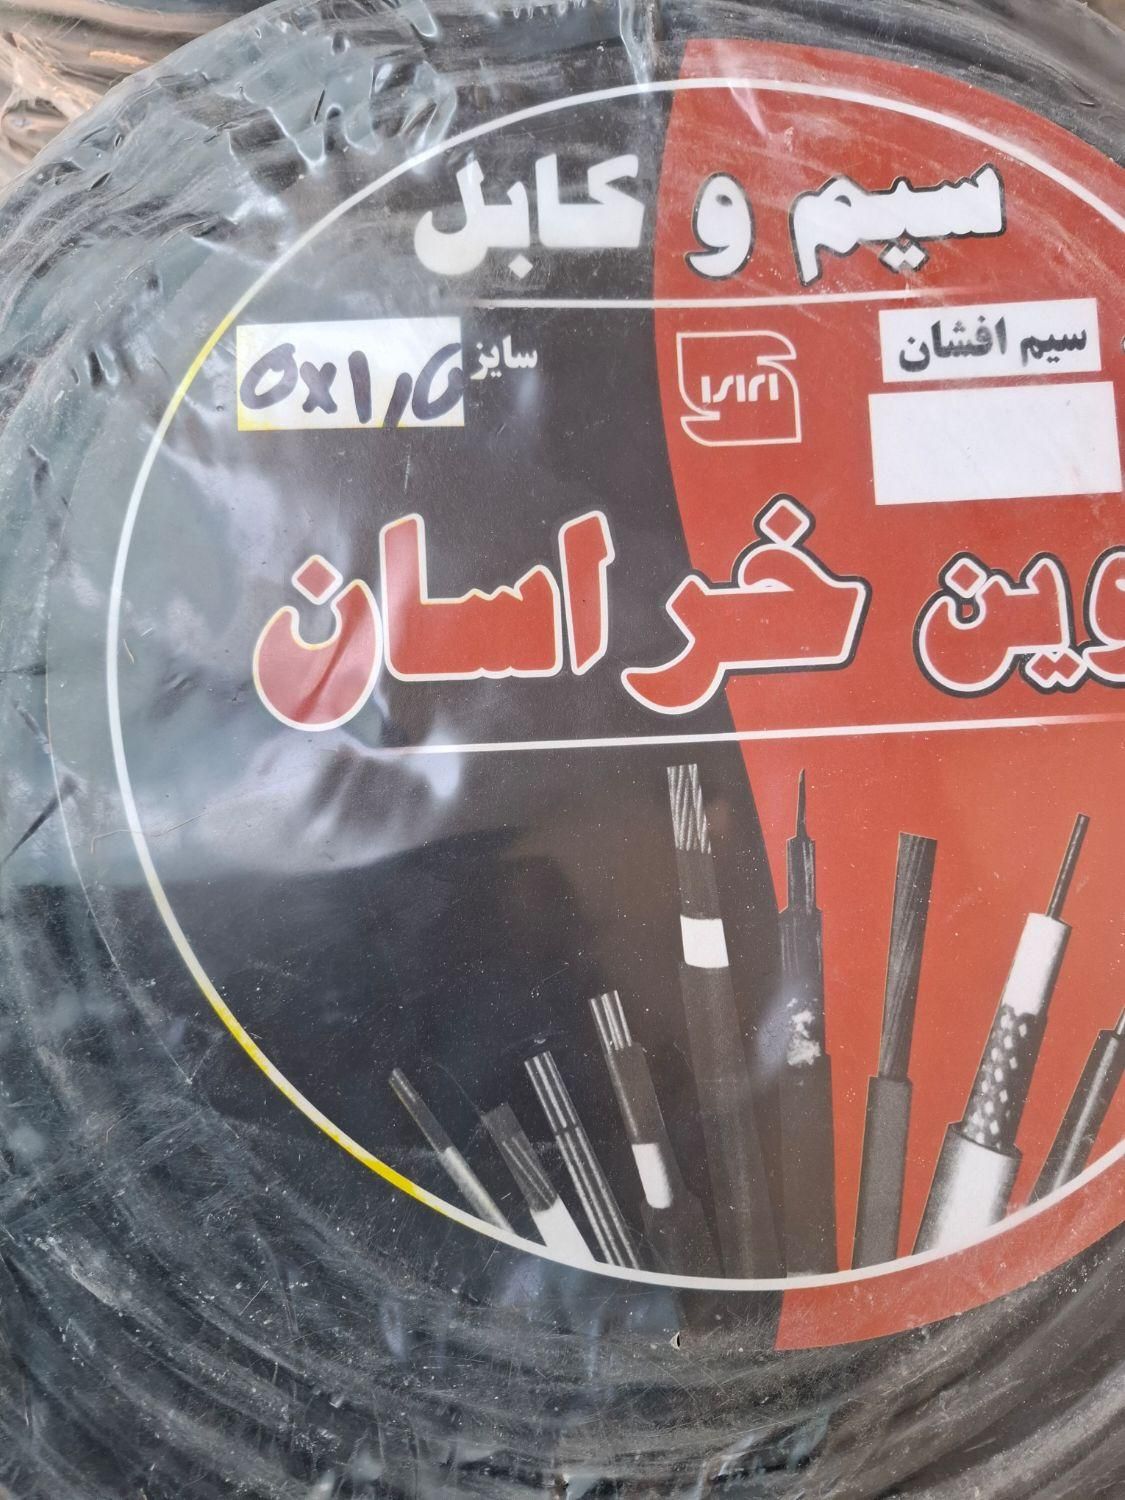 سیم و کابل
سیم افشان
ISIRI
سایز ۵x۱٫۵
وین خراسان